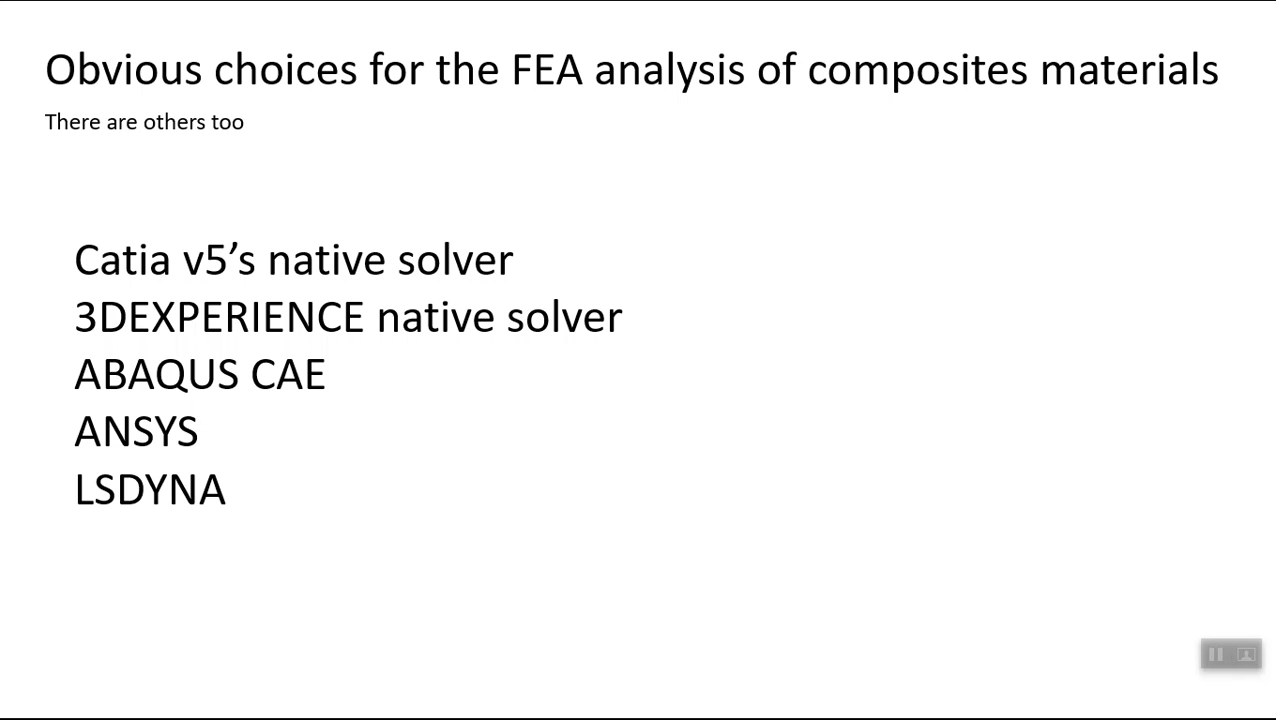 Obvious choices for the FEA analysis of composites materials
There are others too
Catia v5’s native solver
3DEXPERIENCE native solver
ABAQUS CAE
ANSYS
LSDYNA